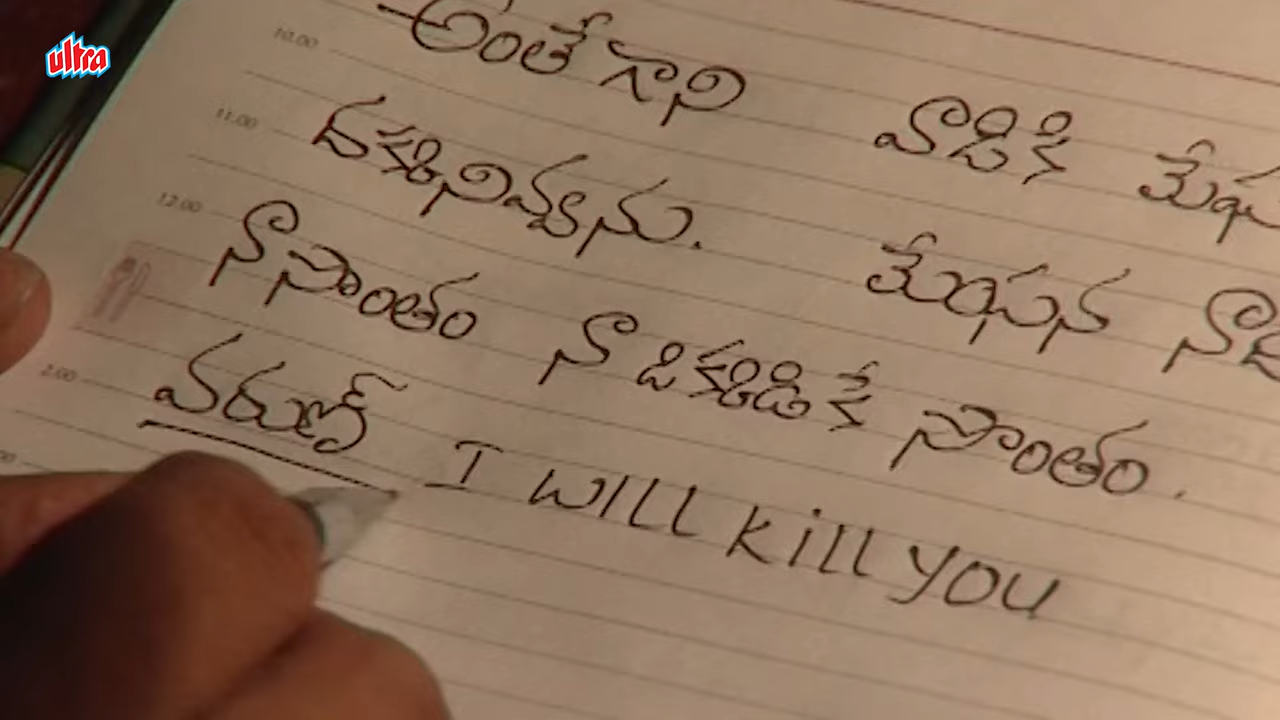 ultra
10.00
అంతే గాని వాడికి మేఘ
11.00
దక్కనివ్వను. మేఘన నాద
12.00
నా సొంతం నా ఒక్కడికే సొంతం.
2.00
వరుణ్ I will kill you